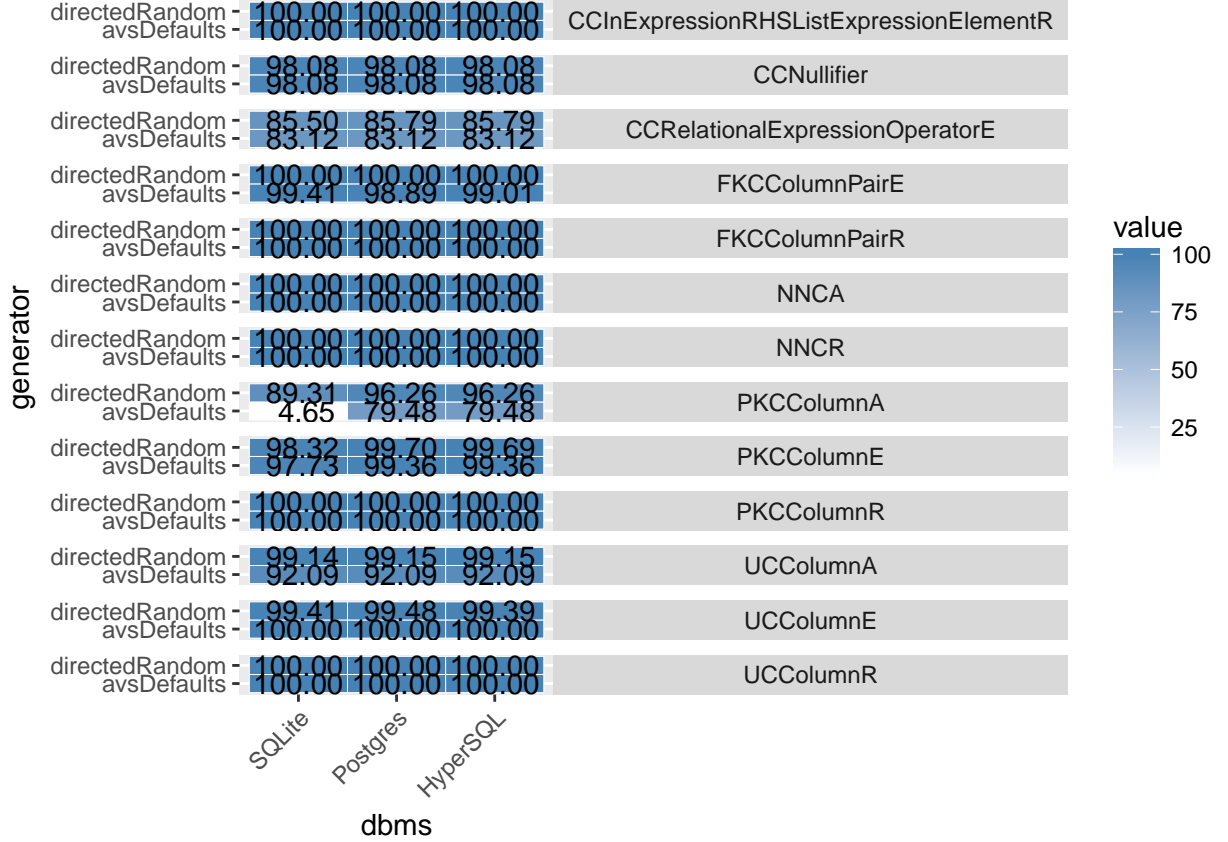 directedRandom 100.00 100.00 100.00
avsDefaults 100.00 100.00 100.00
CCInExpressionRHSListExpressionElementR
directedRandom 98.08 98.08 98.08
avsDefaults 98.08 98.08 98.08
CCNullifier
directedRandom 85.50 85.79 85.79
avsDefaults 83.12 83.12 83.12
CCRelationalExpressionOperatorE
directedRandom 100.00 100.00 100.00
avsDefaults 99.41 98.89 99.01
FKCColumnPairE
directedRandom 100.00 100.00 100.00
avsDefaults 100.00 100.00 100.00
FKCColumnPairR
directedRandom 100.00 100.00 100.00
avsDefaults 100.00 100.00 100.00
NNCA
directedRandom 100.00 100.00 100.00
avsDefaults 100.00 100.00 100.00
NNCR
directedRandom 89.31 96.26 96.26
avsDefaults 4.65 79.48 79.48
PKCColumnA
directedRandom 98.32 99.70 99.69
avsDefaults 97.73 99.36 99.36
PKCColumnE
directedRandom 100.00 100.00 100.00
avsDefaults 100.00 100.00 100.00
PKCColumnR
directedRandom 99.14 99.15 99.15
avsDefaults 92.09 92.09 92.09
UCColumnA
directedRandom 99.41 99.48 99.39
avsDefaults 100.00 100.00 100.00
UCColumnE
directedRandom 100.00 100.00 100.00
avsDefaults 100.00 100.00 100.00
UCColumnR
SQLite
Postgres
HyperSQL
dbms
generator
value
100
75
50
25